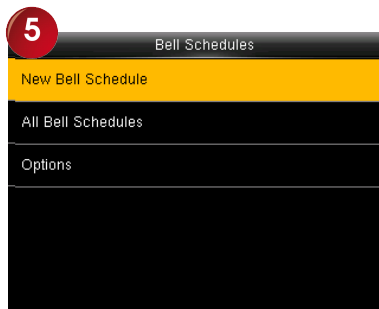 5
Bell Schedules
New Bell Schedule
All Bell Schedules
Options